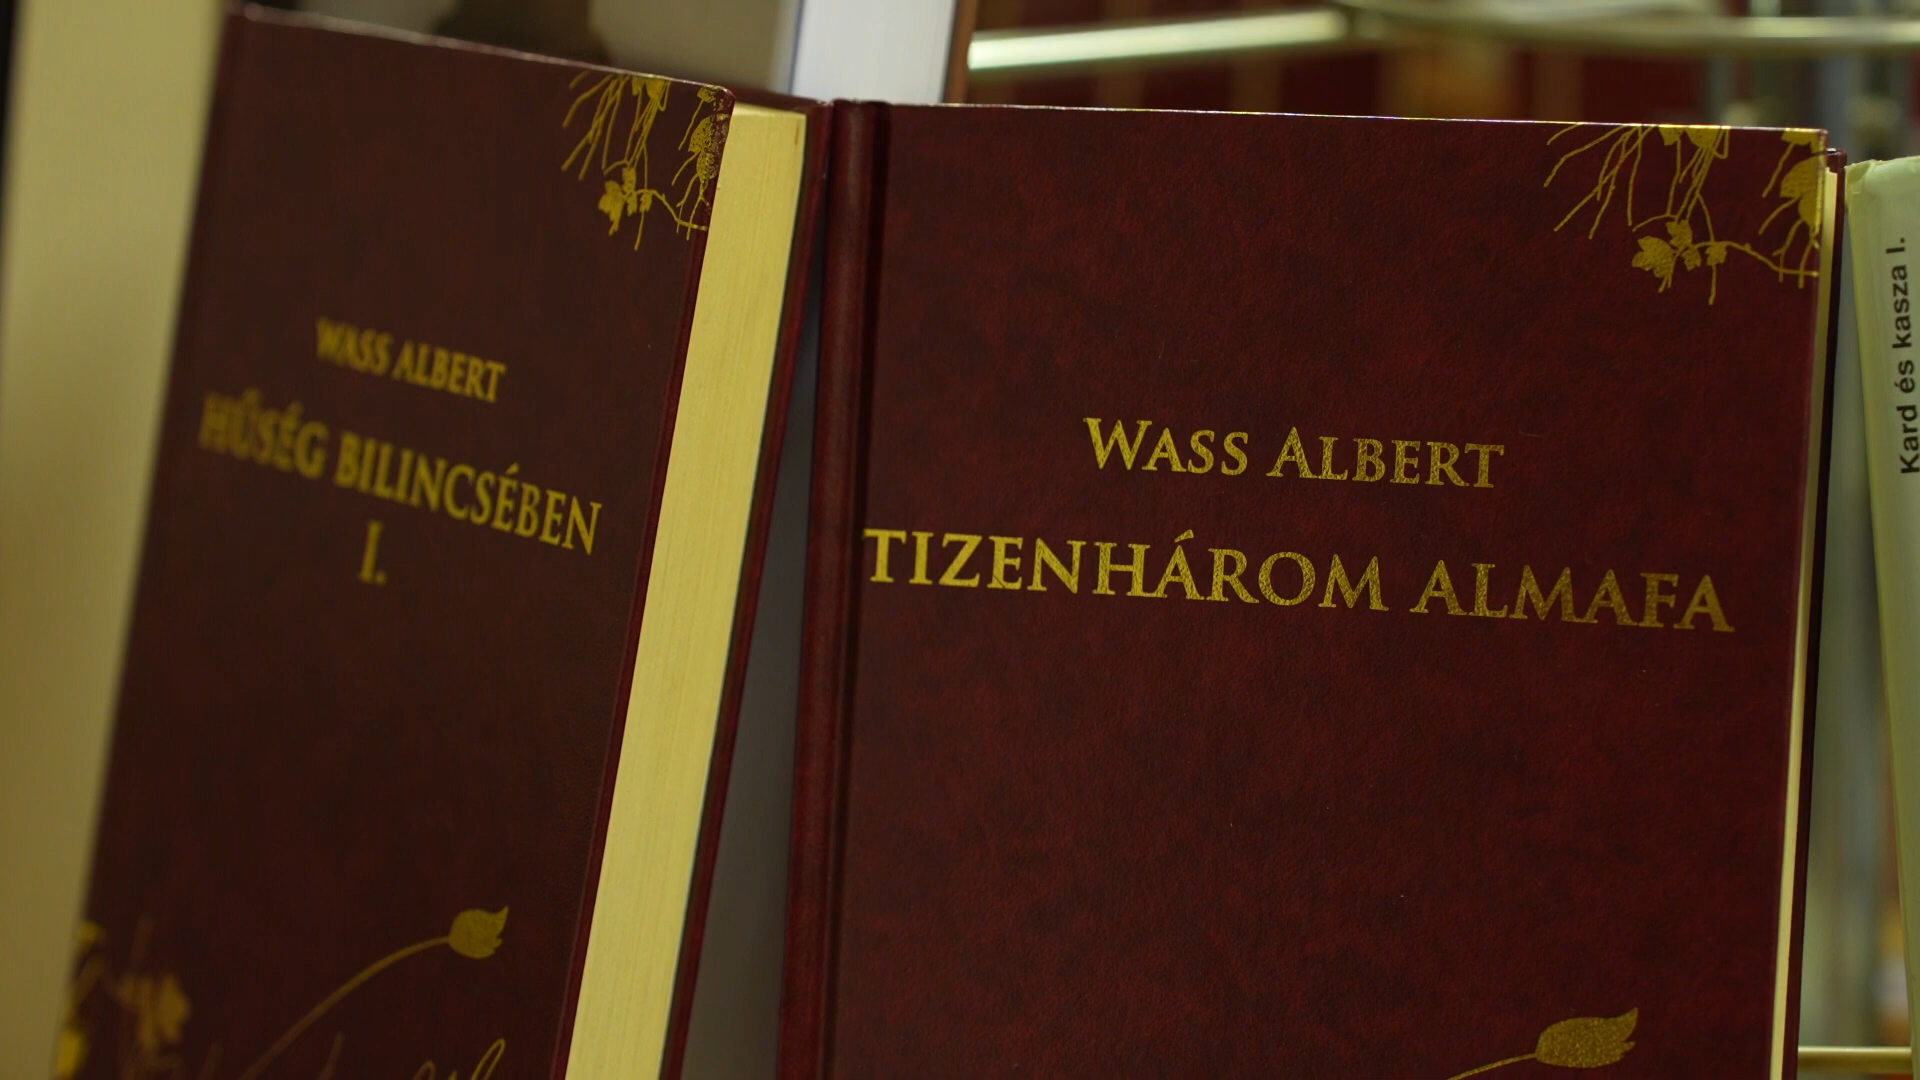 WASS ALBERT
HŰSÉG BILINCSÉBEN
I.
WASS ALBERT
TIZENHÁROM ALMAFA
Kard és kasza I.